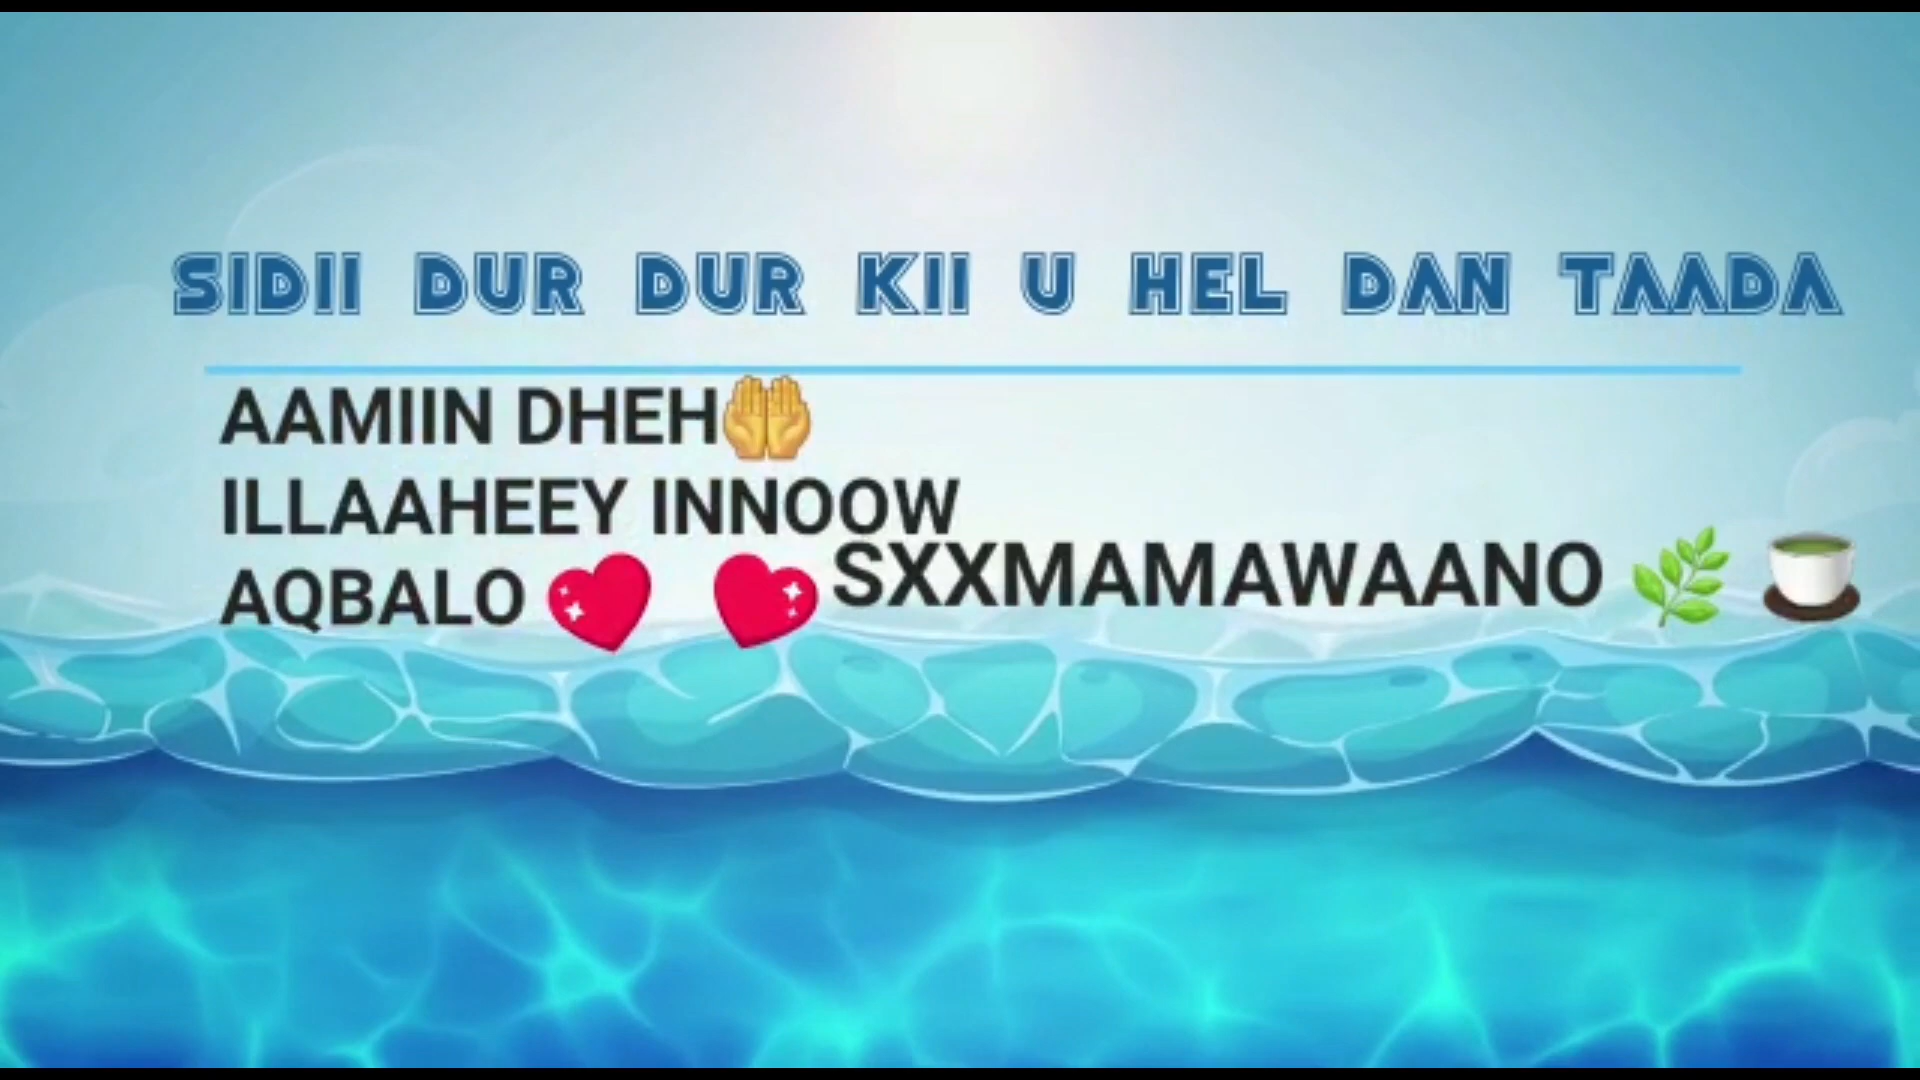 SIDII DUR DUR KII U HEL DAN TAADA
AAMIIN DHEH🤲
ILLAAHEEY INNOOW
AQBALO 💖 💖 SXXMAMAWAANO 🌿 🍵